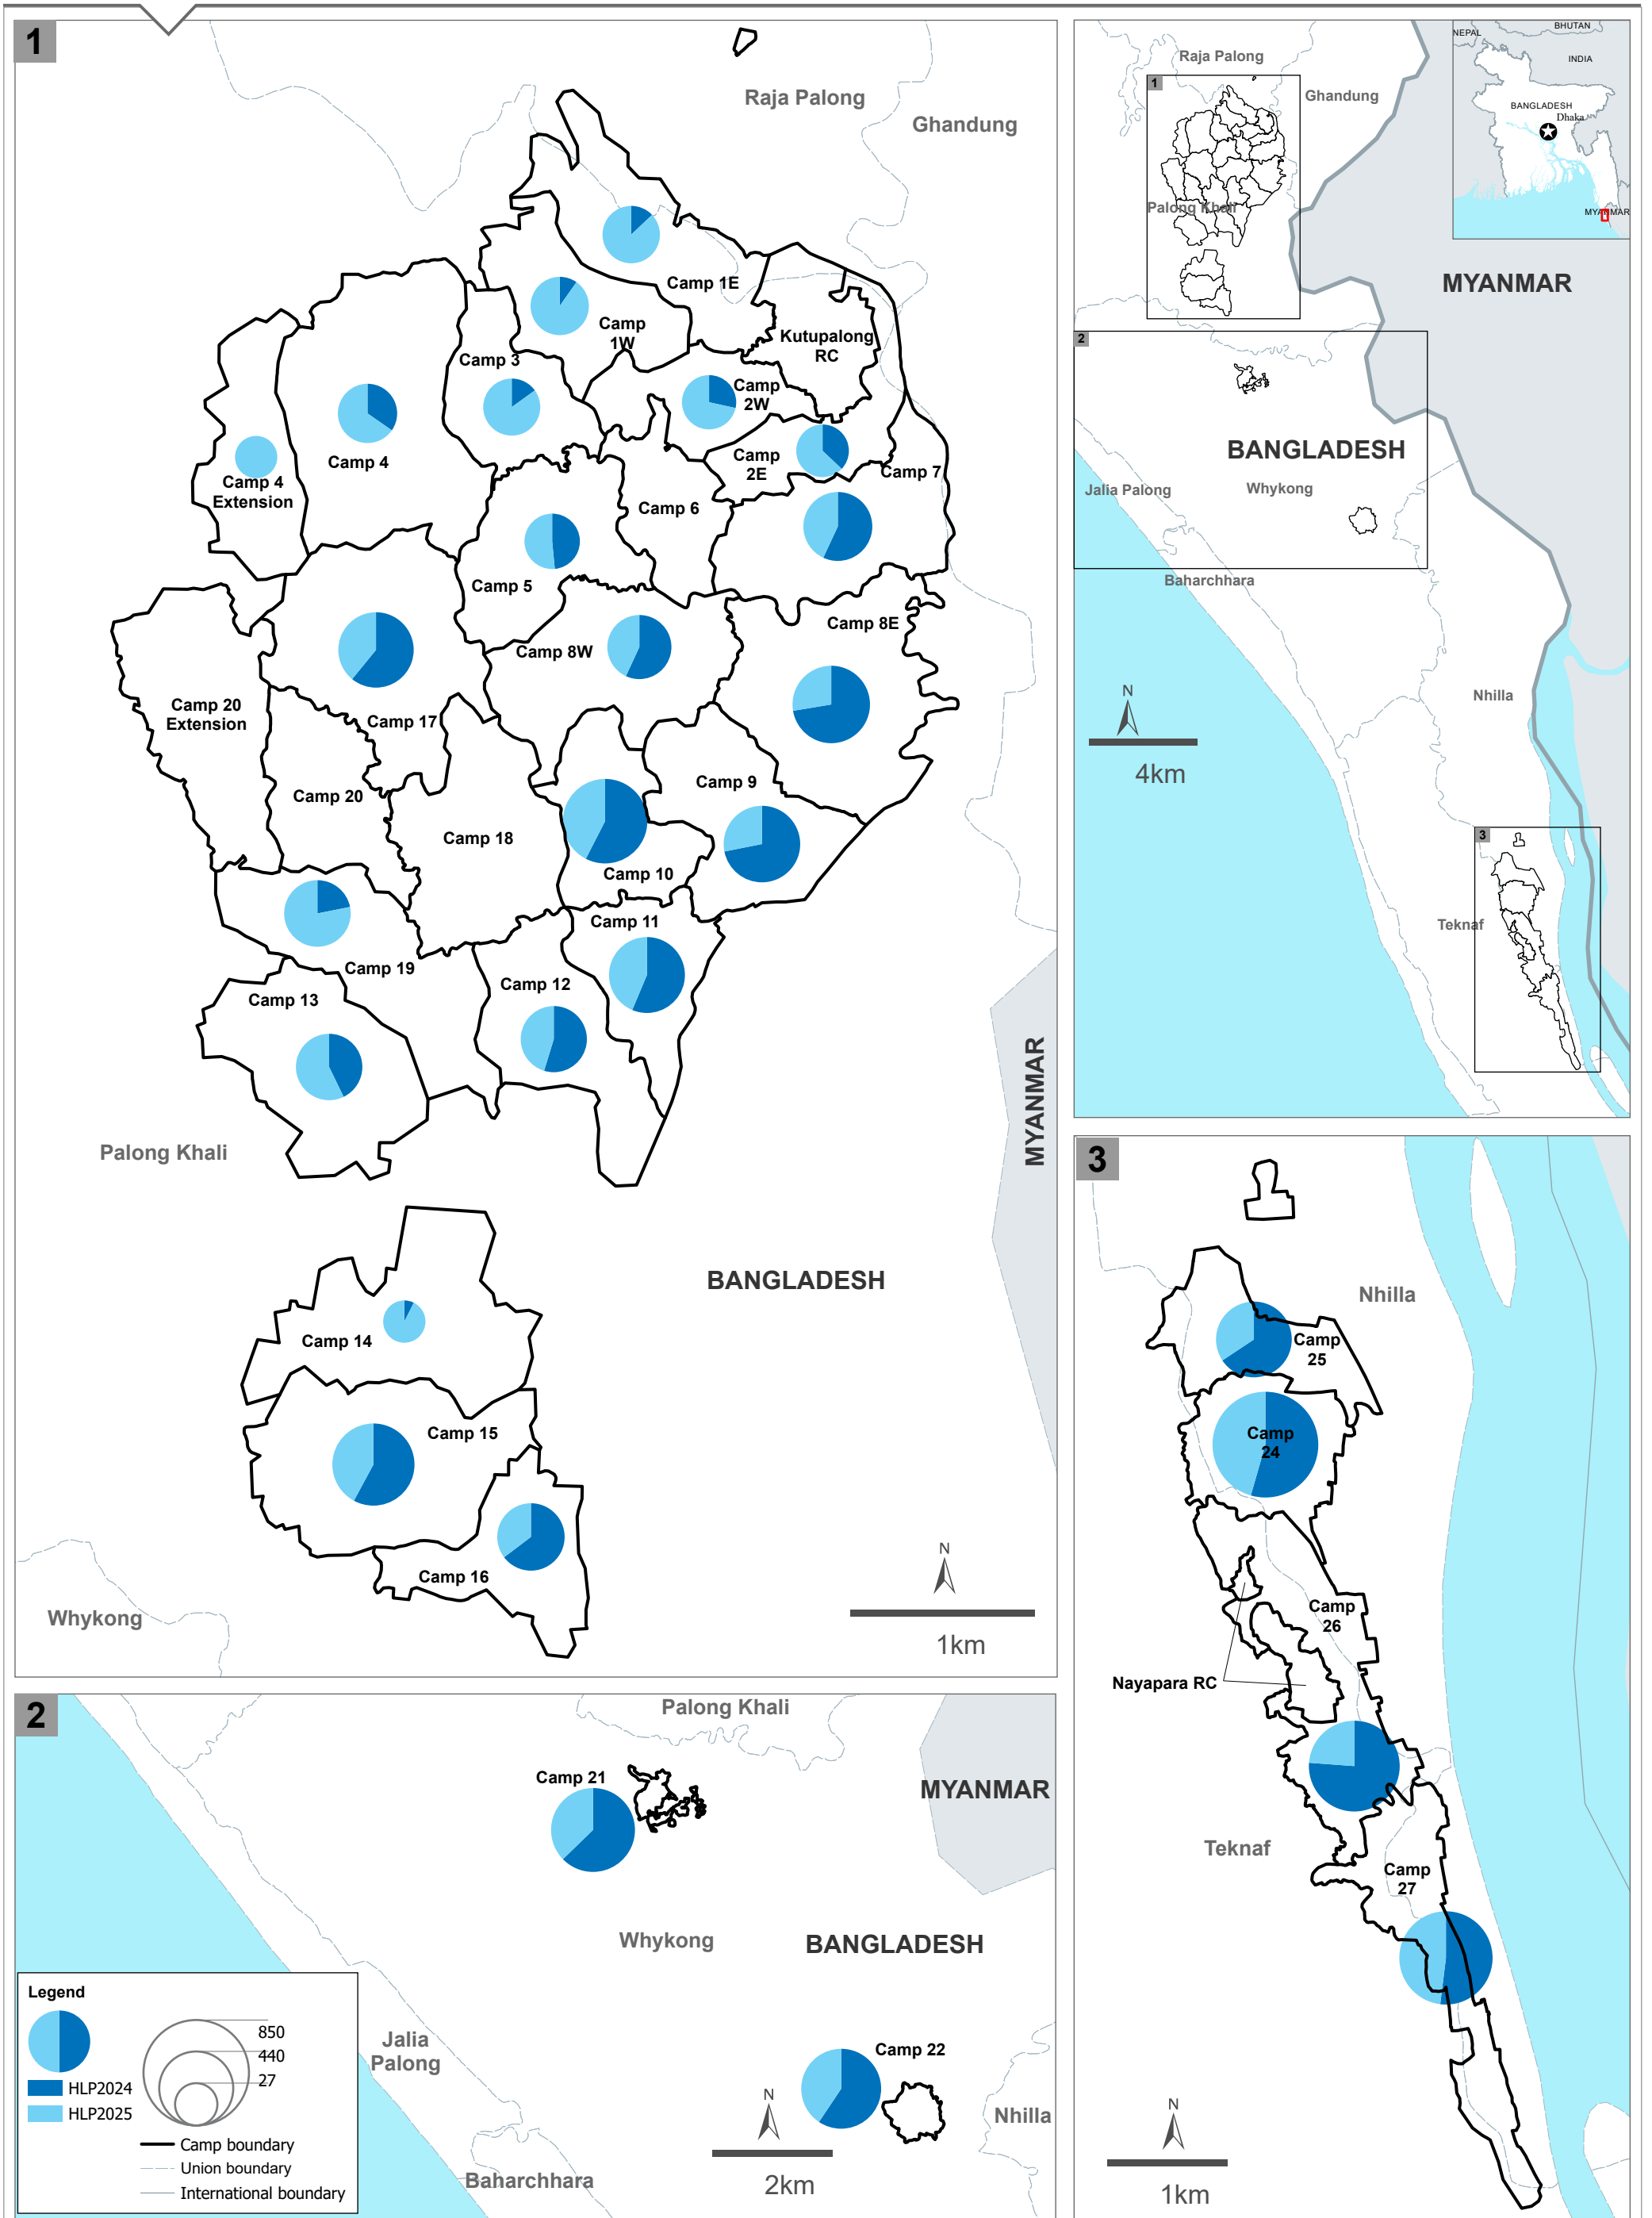 1
Raja Palong
Ghandung
Camp 1E
Camp
1W
Kutupalong
RC
Camp 3
Camp
2W
Camp 4
Camp
2E
Camp 7
Camp 4
Extension
Camp 6
Camp 5
Camp 8E
Camp 8W
Camp 20
Extension
Camp 17
Camp 9
Camp 20
Camp 18
Camp 10
Camp 11
Camp 19
Camp 12
Camp 13
MYANMAR
Palong Khali
BANGLADESH
Camp 14
Camp 15
Camp 16
Whykong
N
1km
Raja Palong
1
Ghandung
Palong Khali
NEPAL
BHUTAN
INDIA
BANGLADESH
Dhaka
MYANMAR
MYANMAR
2
BANGLADESH
Jalia Palong
Whykong
Baharchhara
N
4km
Nhilla
3
Teknaf
2
Palong Khali
Camp 21
MYANMAR
Whykong
BANGLADESH
Jalia
Palong
Camp 22
N
Nhilla
2km
Baharchhara
Legend
850
440
27
HLP2024
HLP2025
Camp boundary
Union boundary
International boundary
3
Nhilla
Camp
25
Camp
24
Camp
26
Nayapara RC
Teknaf
Camp
27
N
1km